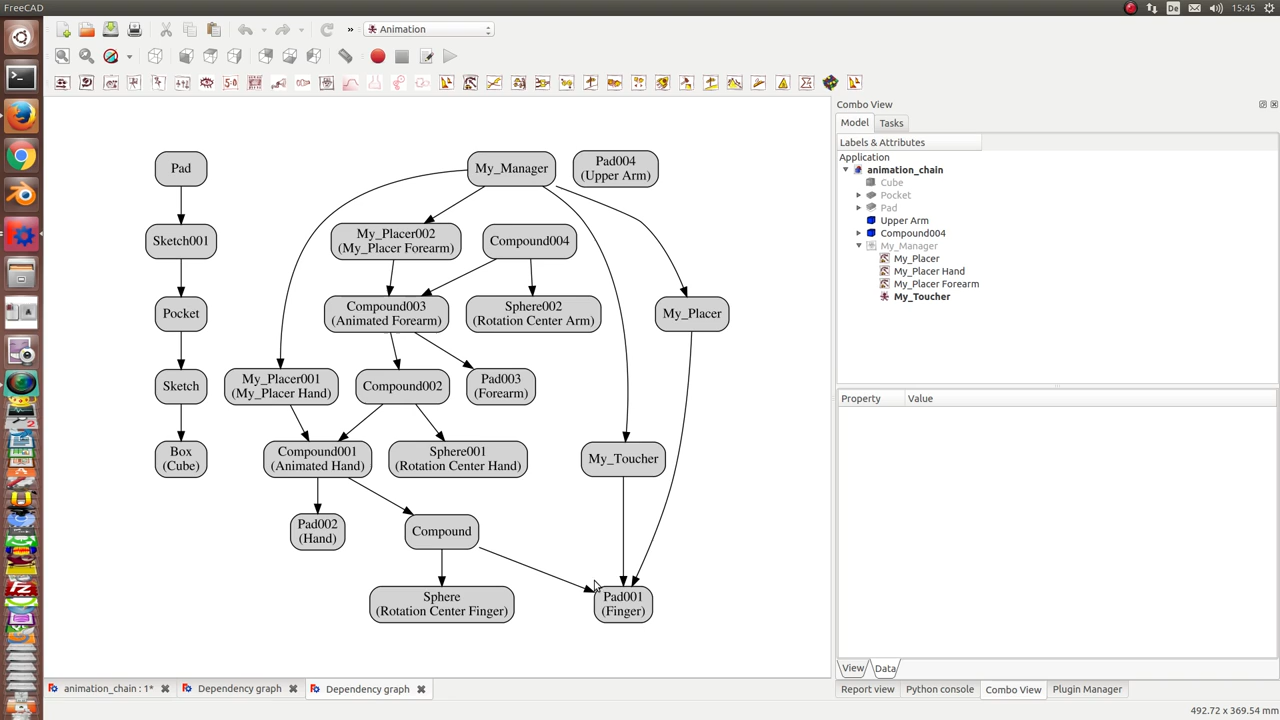 FreeCAD
De
15:45
Animation
Pad
My_Manager
Pad004
(Upper Arm)
Sketch001
My_Placer002
(My_Placer Forearm)
Compound004
Pocket
Compound003
(Animated Forearm)
Sphere002
(Rotation Center Arm)
My_Placer
Sketch
My_Placer001
(My_Placer Hand)
Compound002
Pad003
(Forearm)
Box
(Cube)
Compound001
(Animated Hand)
Sphere001
(Rotation Center Hand)
My_Toucher
Pad002
(Hand)
Compound
Sphere
(Rotation Center Finger)
Pad001
(Finger)
Combo View
Model
Tasks
Labels & Attributes
Application
animation_chain
Cube
Pocket
Pad
Upper Arm
Compound004
My_Manager
My_Placer
My_Placer Hand
My_Placer Forearm
My_Toucher
Property
Value
View
Data
animation_chain : 1*
Dependency graph
Dependency graph
Report view
Python console
Combo View
Plugin Manager
492.72 x 369.54 mm